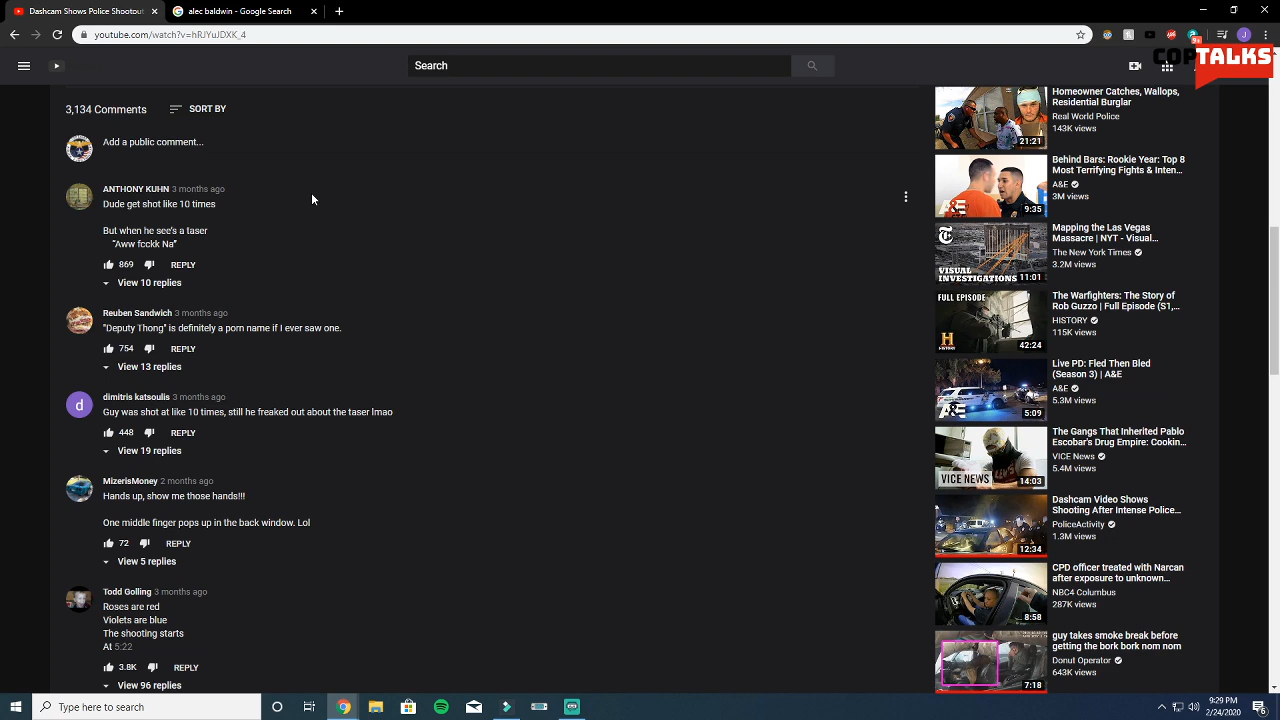 Dashcam Shows Police Shootout
alec baldwin - Google Search
youtube.com/watch?v=hRJYuJDXK_4
9+
J
COPTALKS
Search
3,134 Comments
SORT BY
Add a public comment...
ANTHONY KUHN 3 months ago
Dude get shot like 10 times
But when he see's a taser
"Aww fcckk Na"
869 REPLY
View 10 replies
Reuben Sandwich 3 months ago
"Deputy Thong" is definitely a porn name if I ever saw one.
754 REPLY
View 13 replies
d
dimitris katsoulis 3 months ago
Guy was shot at like 10 times, still he freaked out about the taser lmao
448 REPLY
View 19 replies
MizerisMoney 2 months ago
Hands up, show me those hands!!!
One middle finger pops up in the back window. Lol
72 REPLY
View 5 replies
Todd Golling 3 months ago
Roses are red
Violets are blue
The shooting starts
At 5:22
3.8K REPLY
View 96 replies
21:21
Homeowner Catches, Wallops,
Residential Burglar
Real World Police
143K views
A&E
9:35
Behind Bars: Rookie Year: Top 8
Most Terrifying Fights & Inten...
A&E
3M views
T
VISUAL
INVESTIGATIONS
11:01
Mapping the Las Vegas
Massacre | NYT - Visual...
The New York Times
3.2M views
FULL EPISODE
H
HISTORY
42:24
The Warfighters: The Story of
Rob Guzzo | Full Episode (S1,...
HISTORY
115K views
A&E
5:09
Live PD: Fled Then Bled
(Season 3) | A&E
A&E
5.3M views
VICE NEWS
14:03
The Gangs That Inherited Pablo
Escobar's Drug Empire: Cookin...
VICE News
5.4M views
12:34
Dashcam Video Shows
Shooting After Intense Police...
PoliceActivity
1.3M views
8:58
CPD officer treated with Narcan
after exposure to unknown...
NBC4 Columbus
287K views
7:18
guy takes smoke break before
getting the bork bork nom nom
Donut Operator
643K views
Type here to search
9:29 PM
2/24/2020
6